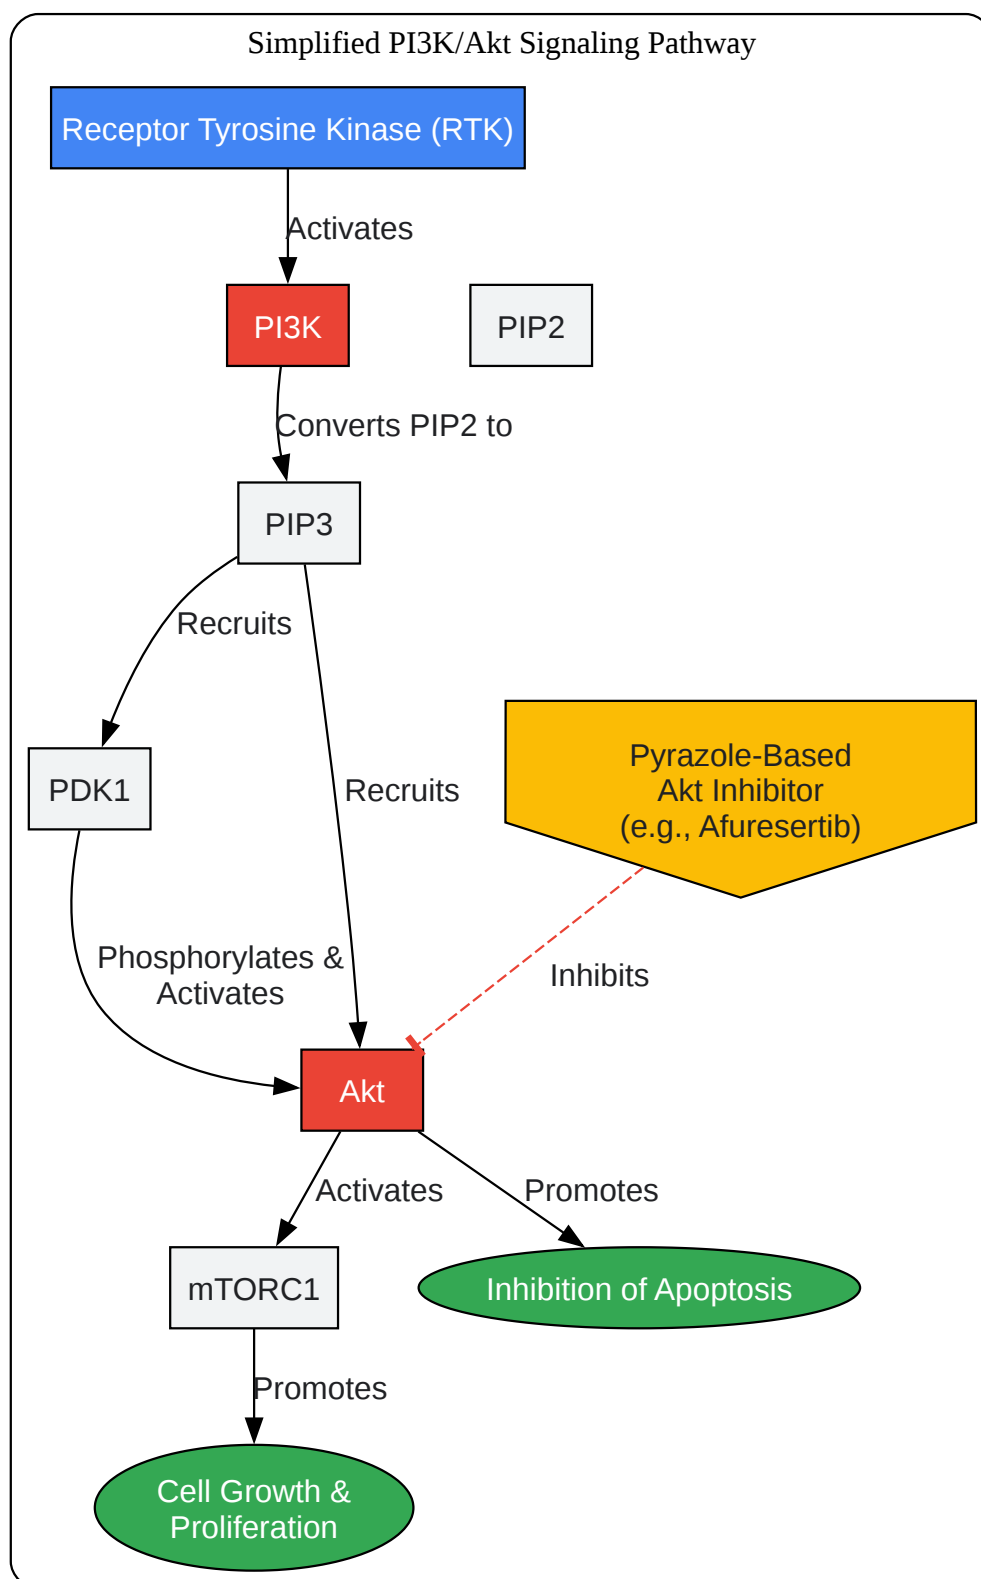 Simplified PI3K/Akt Signaling Pathway
Receptor Tyrosine Kinase (RTK)
Activates
PI3K
PIP2
Converts PIP2 to
PIP3
Recruits
PDK1
Recruits
Pyrazole-Based
Akt Inhibitor
(e.g., Afuresertib)
Phosphorylates &
Activates
Inhibits
Akt
Activates
Promotes
mTORC1
Inhibition of Apoptosis
Promotes
Cell Growth &
Proliferation